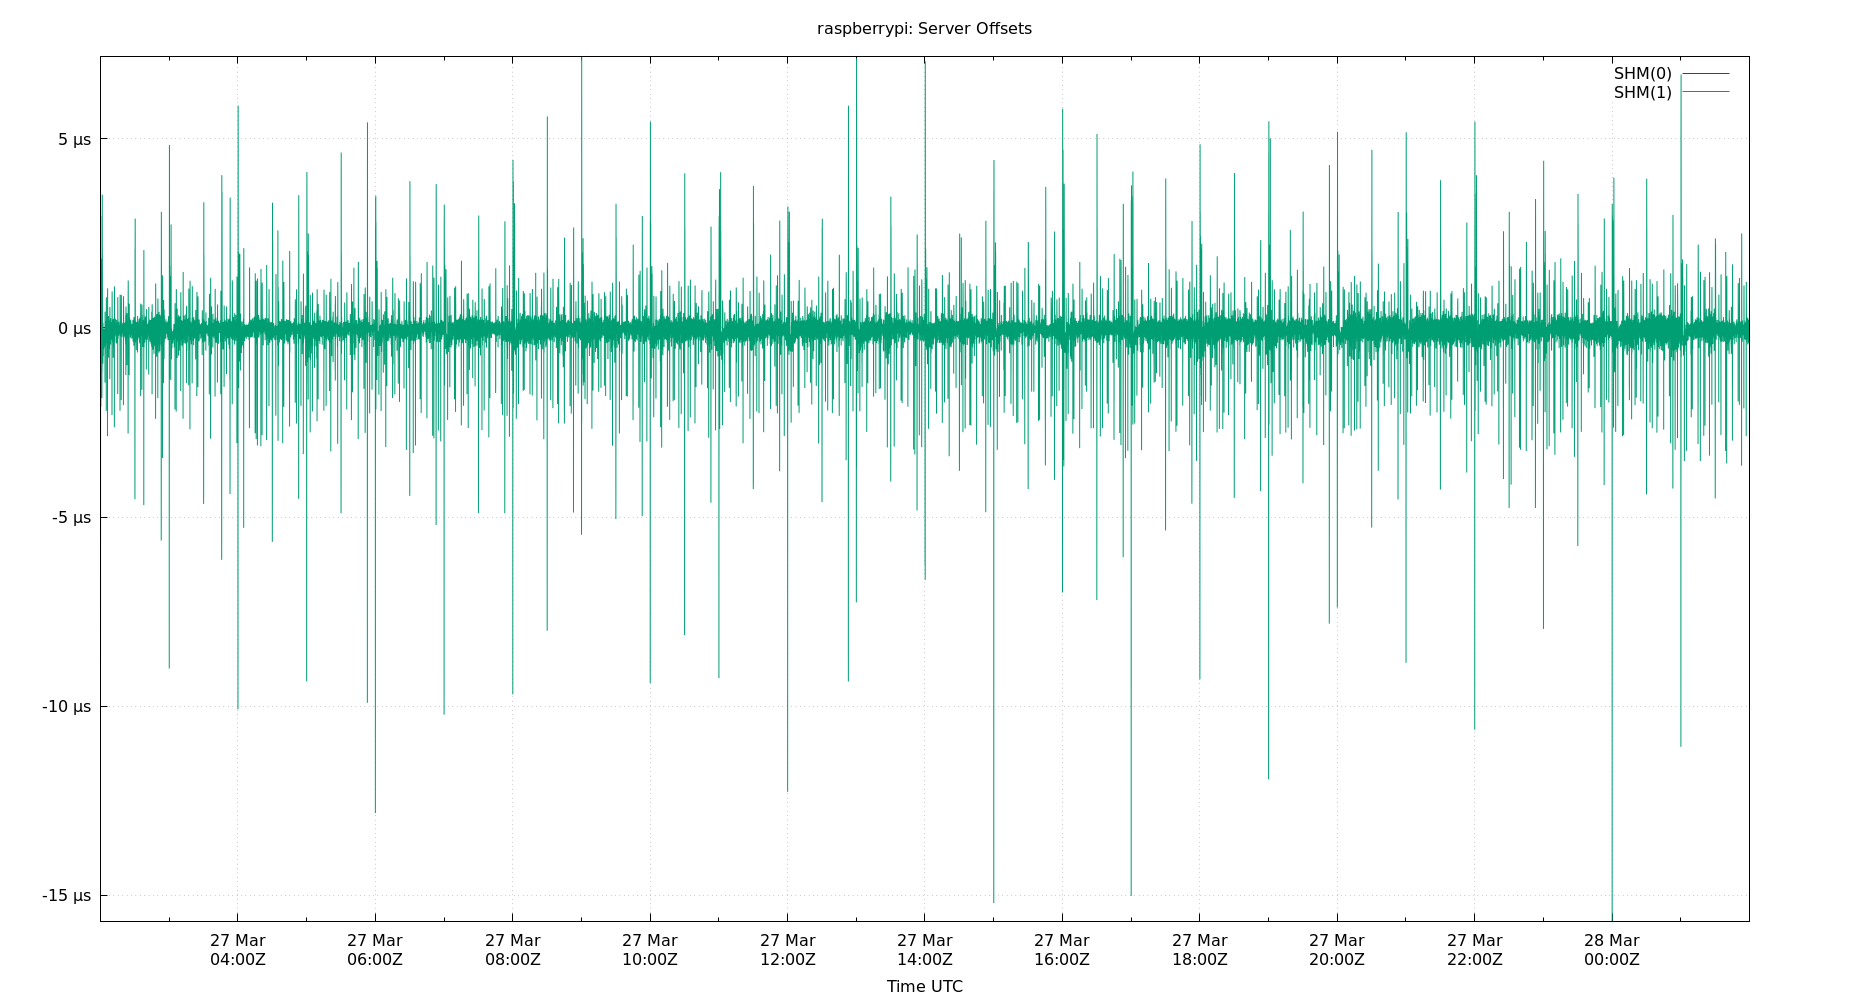 raspberrypi: Server Offsets
SHM(0)
SHM(1)
5 μs
0 μs
-5 μs
-10 μs
-15 μs
27 Mar 27 Mar 27 Mar 27 Mar 27 Mar 27 Mar 27 Mar 27 Mar 27 Mar 27 Mar 28 Mar
04:00Z 06:00Z 08:00Z 10:00Z 12:00Z 14:00Z 16:00Z 18:00Z 20:00Z 22:00Z 00:00Z
Time UTC